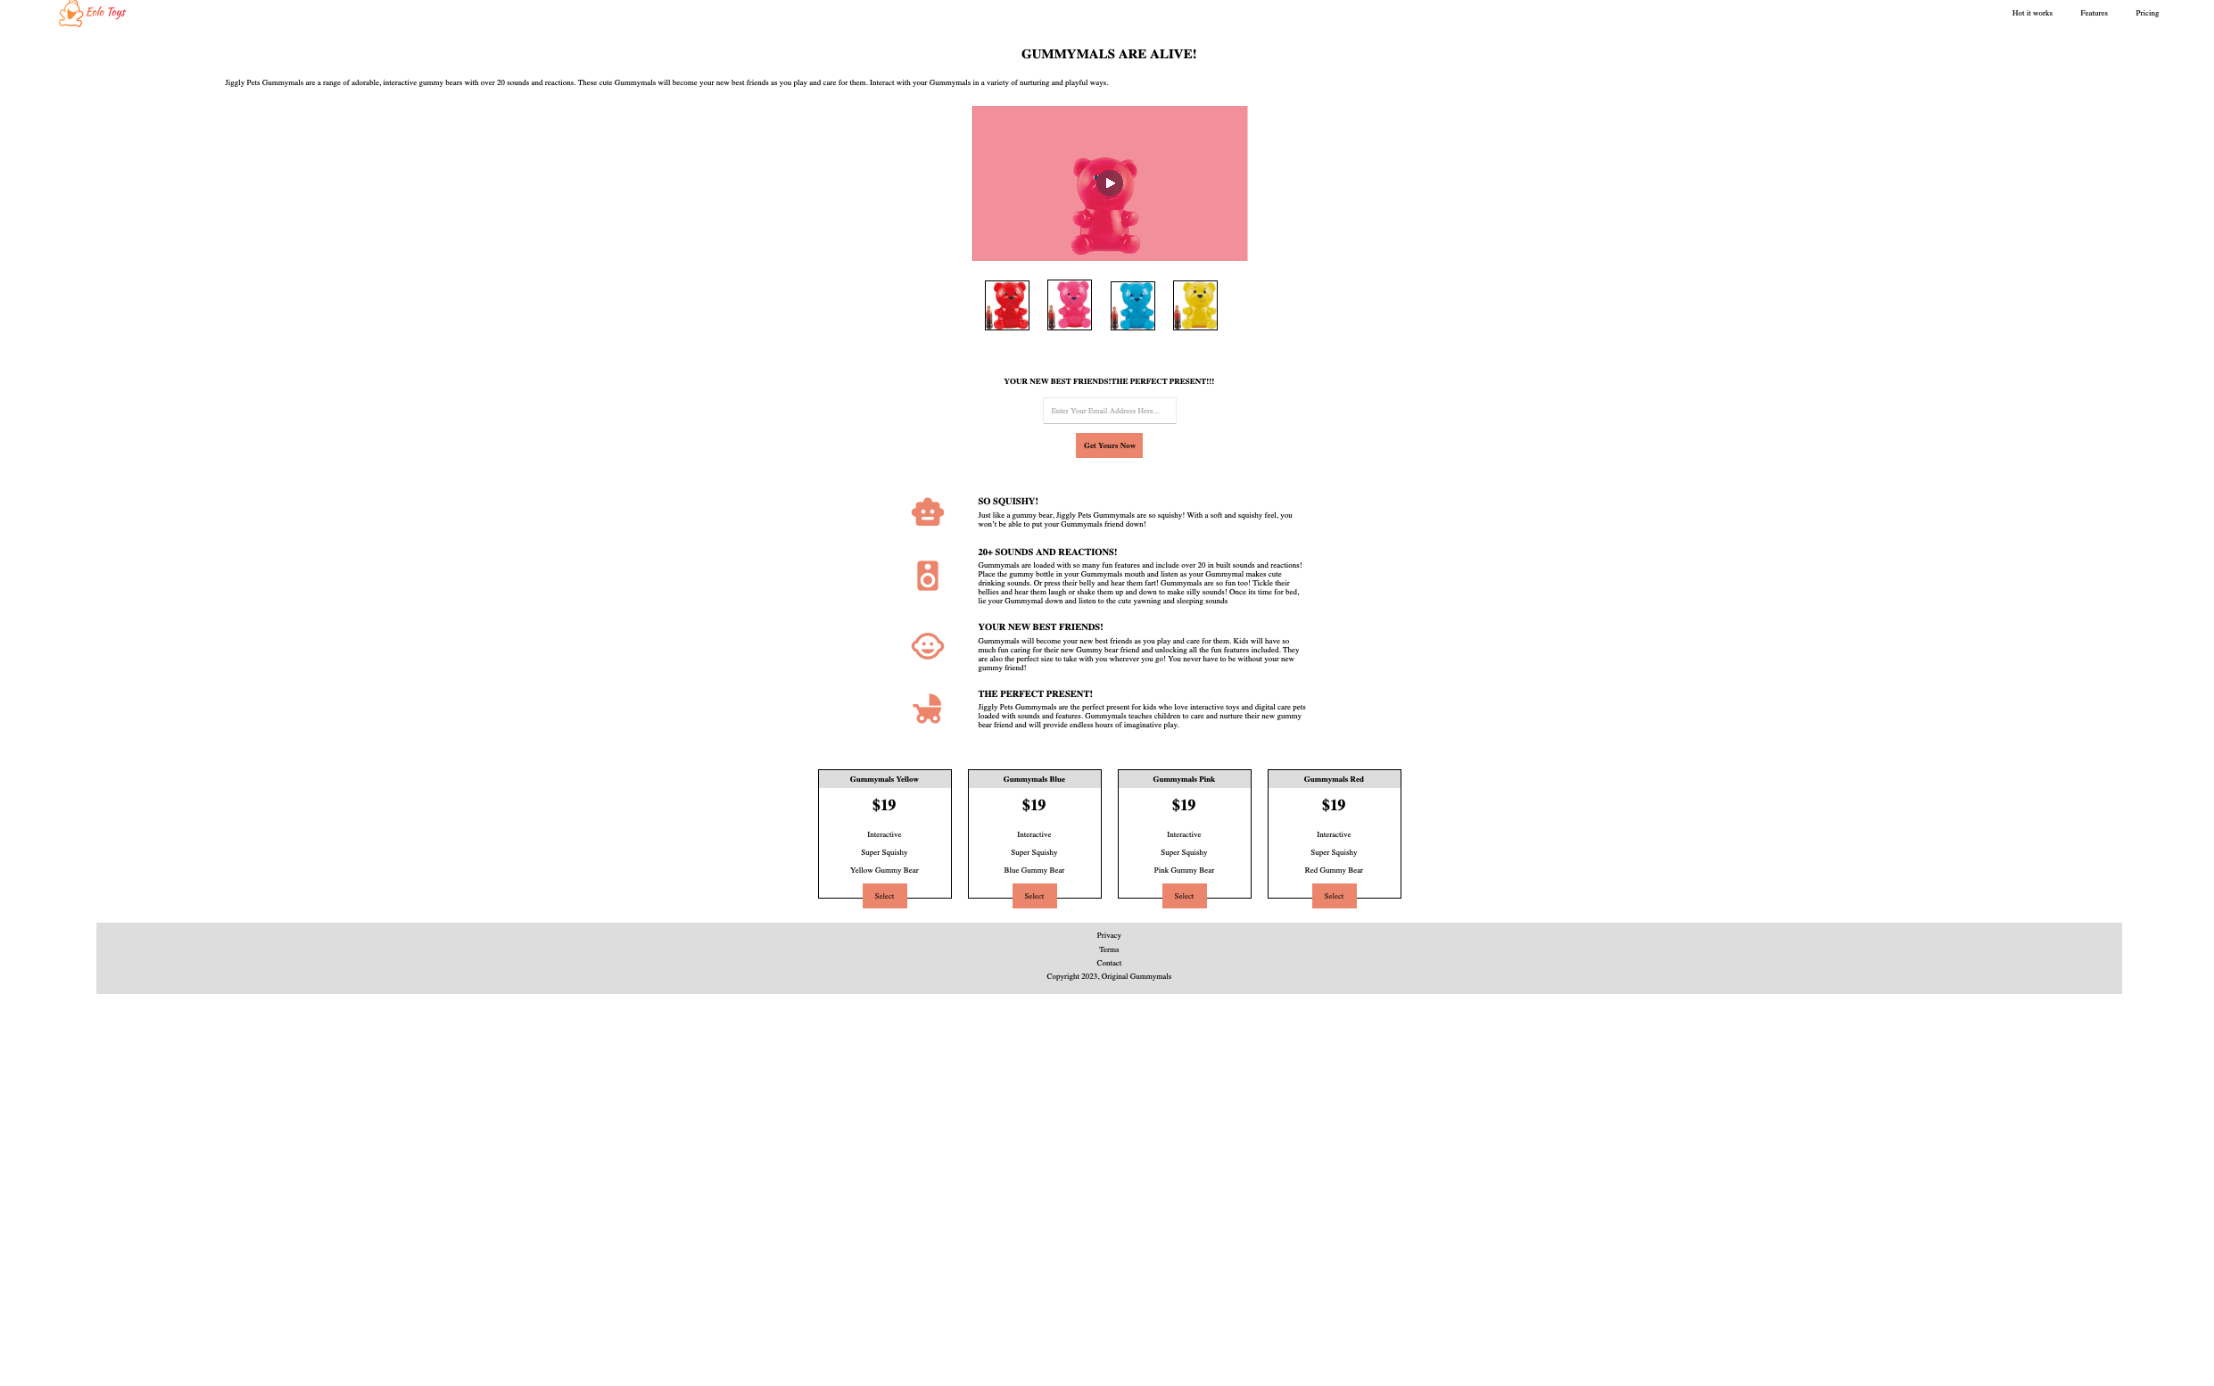 Eolo Toys
Hot it works
Features
Pricing
GUMMYMALS ARE ALIVE!
Jiggly Pets Gummymals are a range of adorable, interactive gummy bears with over 20 sounds and reactions. These cute Gummymals will become your new best friends as you play and care for them. Interact with your Gummymals in a variety of nurturing and playful ways.
YOUR NEW BEST FRIENDS!THE PERFECT PRESENT!!!
Enter Your Email Address Here...
Get Yours Now
SO SQUISHY!
Just like a gummy bear, Jiggly Pets Gummymals are so squishy! With a soft and squishy feel, you
won't be able to put your Gummymals friend down!
20+ SOUNDS AND REACTIONS!
Gummymals are loaded with so many fun features and include over 20 in built sounds and reactions!
Place the gummy bottle in your Gummymals mouth and listen as your Gummymal makes cute
drinking sounds. Or press their belly and hear them fart! Gummymals are so fun too! Tickle their
bellies and hear them laugh or shake them up and down to make silly sounds! Once its time for bed,
lie your Gummymal down and listen to the cute yawning and sleeping sounds
YOUR NEW BEST FRIENDS!
Gummymals will become your new best friends as you play and care for them. Kids will have so
much fun caring for their new Gummy bear friend and unlocking all the fun features included. They
are also the perfect size to take with you wherever you go! You never have to be without your new
gummy friend!
THE PERFECT PRESENT!
Jiggly Pets Gummymals are the perfect present for kids who love interactive toys and digital care pets
loaded with sounds and features. Gummymals teaches children to care and nurture their new gummy
bear friend and will provide endless hours of imaginative play.
Gummymals Yellow
$19
Interactive
Super Squishy
Yellow Gummy Bear
Select
Gummymals Blue
$19
Interactive
Super Squishy
Blue Gummy Bear
Select
Gummymals Pink
$19
Interactive
Super Squishy
Pink Gummy Bear
Select
Gummymals Red
$19
Interactive
Super Squishy
Red Gummy Bear
Select
Privacy
Terms
Contact
Copyright 2023, Original Gummymals